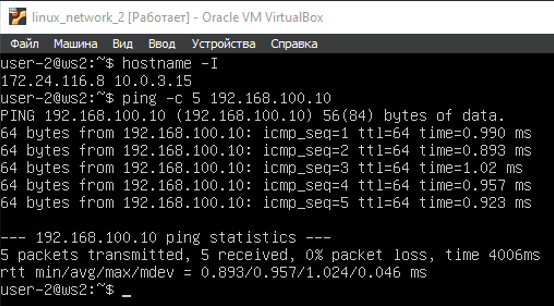 linux_network_2 [Работает] - Oracle VM VirtualBox
Файл Машина Вид Ввод Устройства Справка
user-2@ws2:~$ hostname -I
172.24.116.8 10.0.3.15
user-2@ws2:~$ ping -c 5 192.168.100.10
PING 192.168.100.10 (192.168.100.10) 56(84) bytes of data.
64 bytes from 192.168.100.10: icmp_seq=1 ttl=64 time=0.990 ms
64 bytes from 192.168.100.10: icmp_seq=2 ttl=64 time=0.893 ms
64 bytes from 192.168.100.10: icmp_seq=3 ttl=64 time=1.02 ms
64 bytes from 192.168.100.10: icmp_seq=4 ttl=64 time=0.957 ms
64 bytes from 192.168.100.10: icmp_seq=5 ttl=64 time=0.923 ms
--- 192.168.100.10 ping statistics ---
5 packets transmitted, 5 received, 0% packet loss, time 4006ms
rtt min/avg/max/mdev = 0.893/0.957/1.024/0.046 ms
user-2@ws2:~$ _